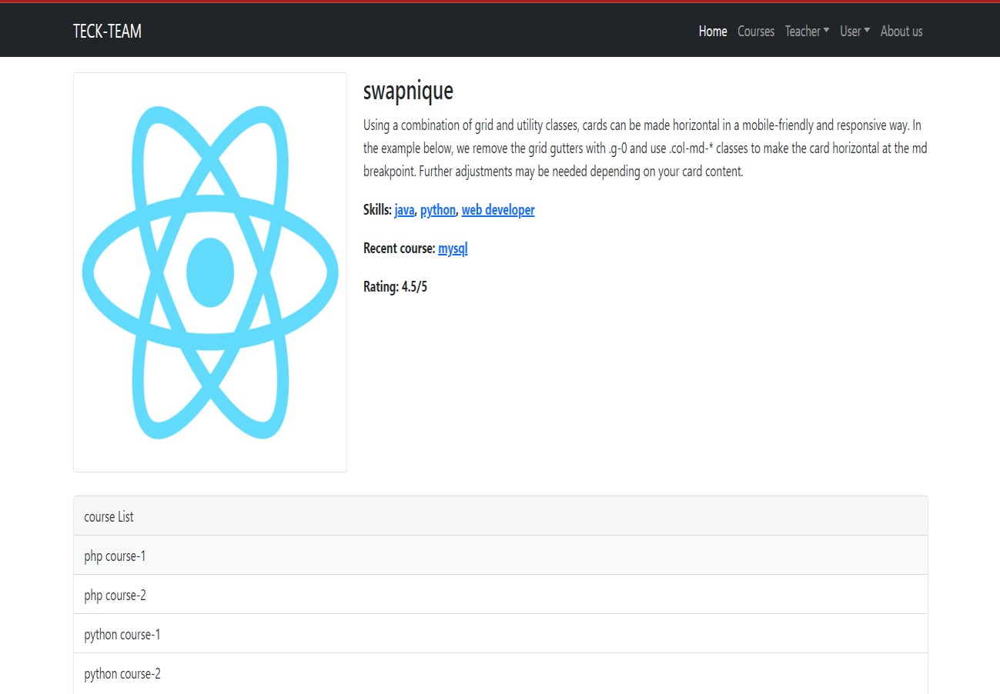 TECK-TEAM
Home Courses Teacher User About us
swapnique
Using a combination of grid and utility classes, cards can be made horizontal in a mobile-friendly and responsive way. In
the example below, we remove the grid gutters with .g-0 and use .col-md-* classes to make the card horizontal at the md
breakpoint. Further adjustments may be needed depending on your card content.
Skills: java, python, web developer
Recent course: mysql
Rating: 4.5/5
course List
php course-1
php course-2
python course-1
python course-2